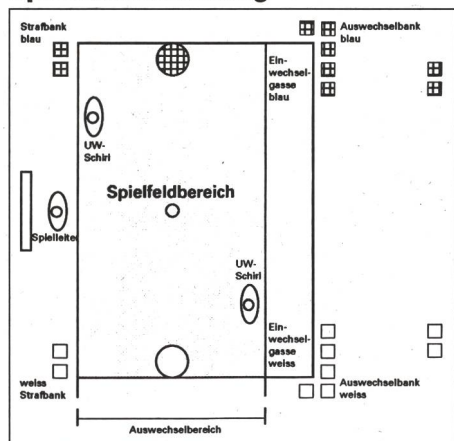 Strafbank
blau
Auswechselbank
blau
Ein-
wechsel-
gasse
blau
UW-
Schiri
Spielfeldbereich
Spielleiter
UW-
Schiri
Ein-
wechsel-
gasse
weiss
weiss
Strafbank
Auswechselbank
weiss
Auswechselbereich